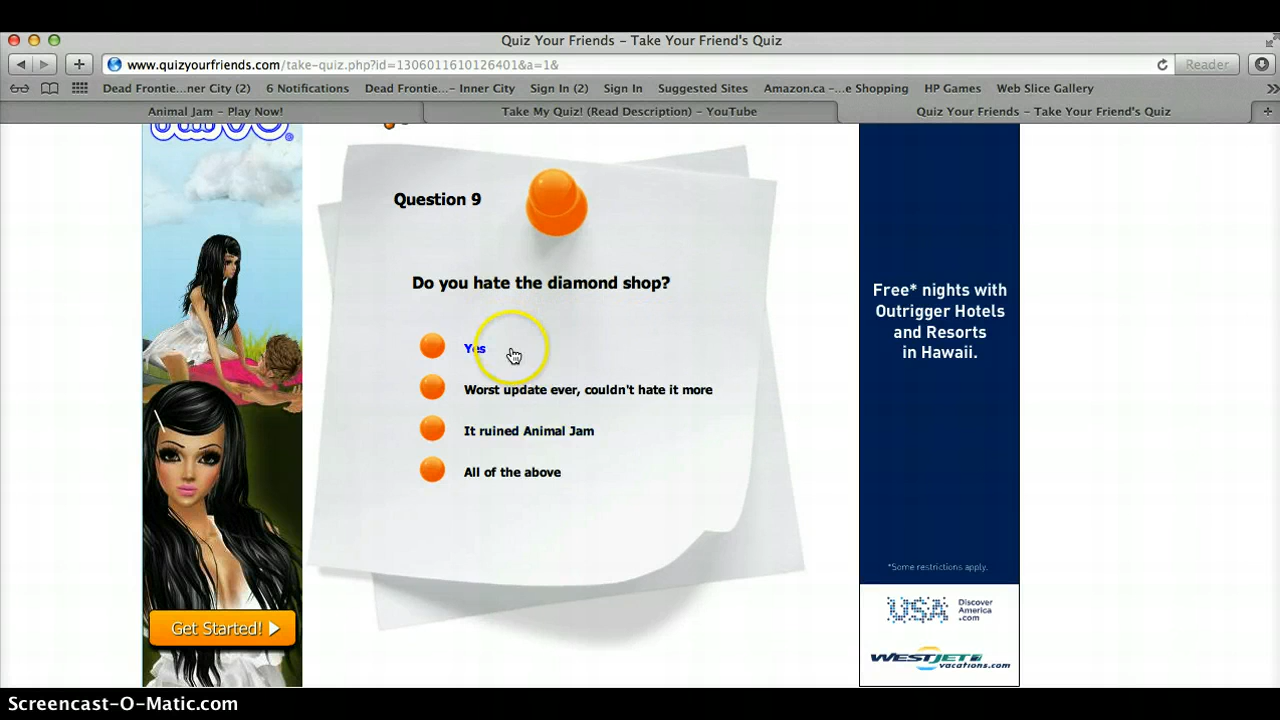 Quiz Your Friends – Take Your Friend's Quiz
www.quizyourfriends.com/take-quiz.php?id=1306011610126401&a=1&
Reader
Dead Frontie...ner City (2) 6 Notifications Dead Frontie...– Inner City Sign In (2) Sign In Suggested Sites Amazon.ca –...e Shopping HP Games Web Slice Gallery
Animal Jam – Play Now! Take My Quiz! (Read Description) – YouTube Quiz Your Friends – Take Your Friend's Quiz
Question 9
Do you hate the diamond shop?
Yes
Worst update ever, couldn't hate it more
It ruined Animal Jam
All of the above
Get Started!
Free* nights with
Outrigger Hotels
and Resorts
in Hawaii.
*Some restrictions apply.
USA Discover
America
.com
WESTJET
vacations.com
Screencast-O-Matic.com